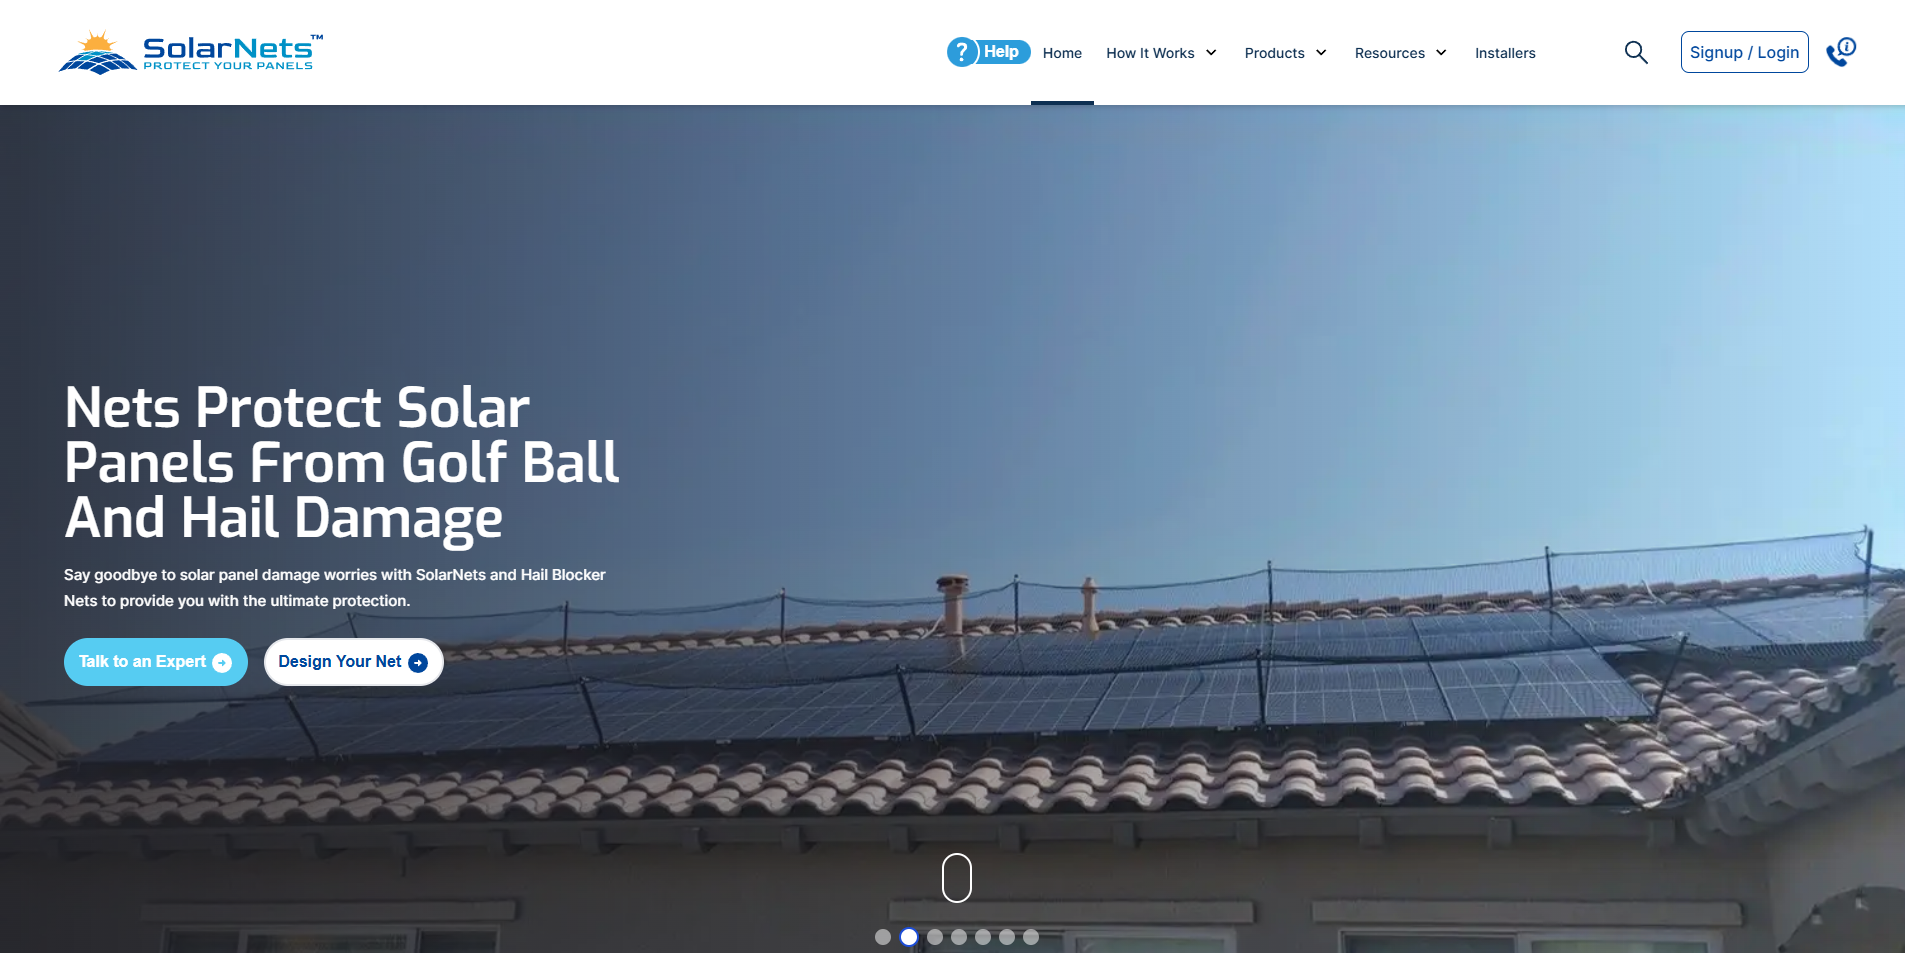 SolarNets™
PROTECT YOUR PANELS
? Help
Home
How It Works
Products
Resources
Installers
Signup / Login
i
Nets Protect Solar
Panels From Golf Ball
And Hail Damage
Say goodbye to solar panel damage worries with SolarNets and Hail Blocker
Nets to provide you with the ultimate protection.
Talk to an Expert
Design Your Net